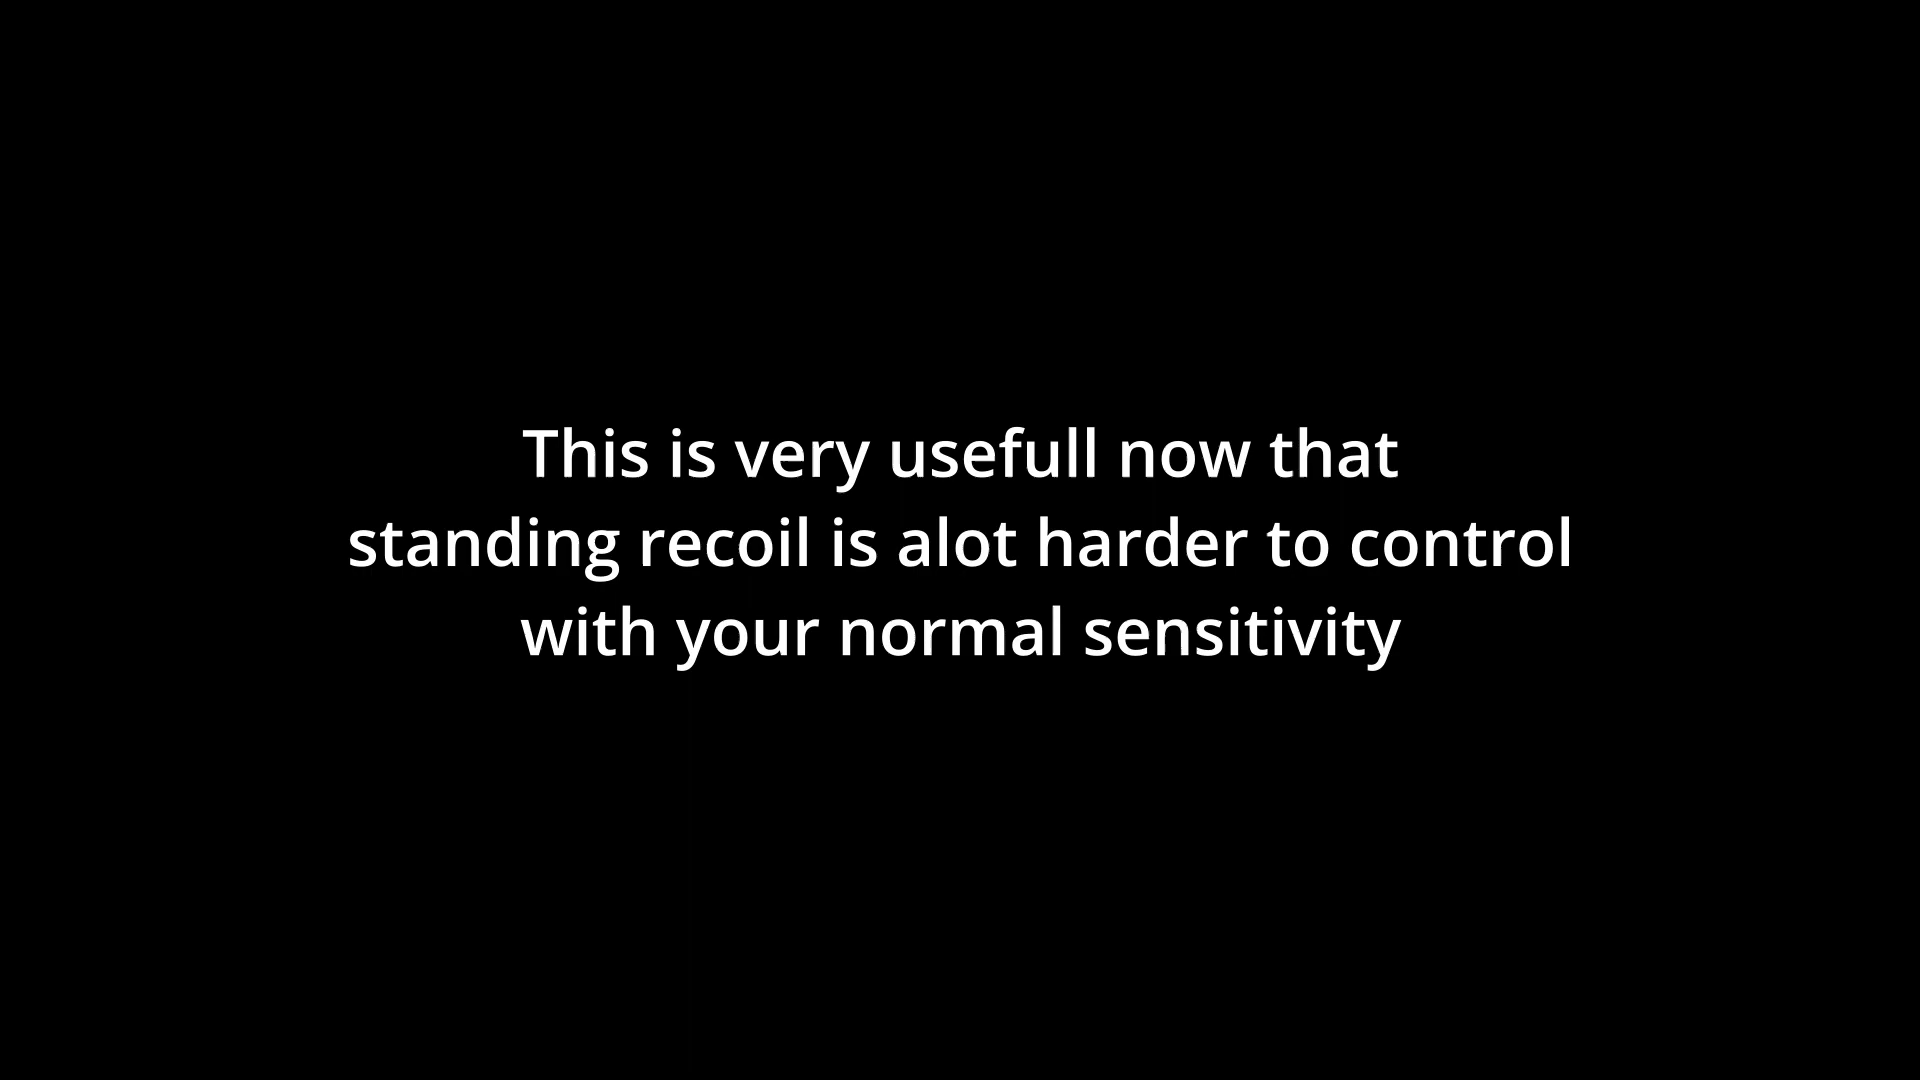 This is very usefull now that
standing recoil is alot harder to control
with your normal sensitivity